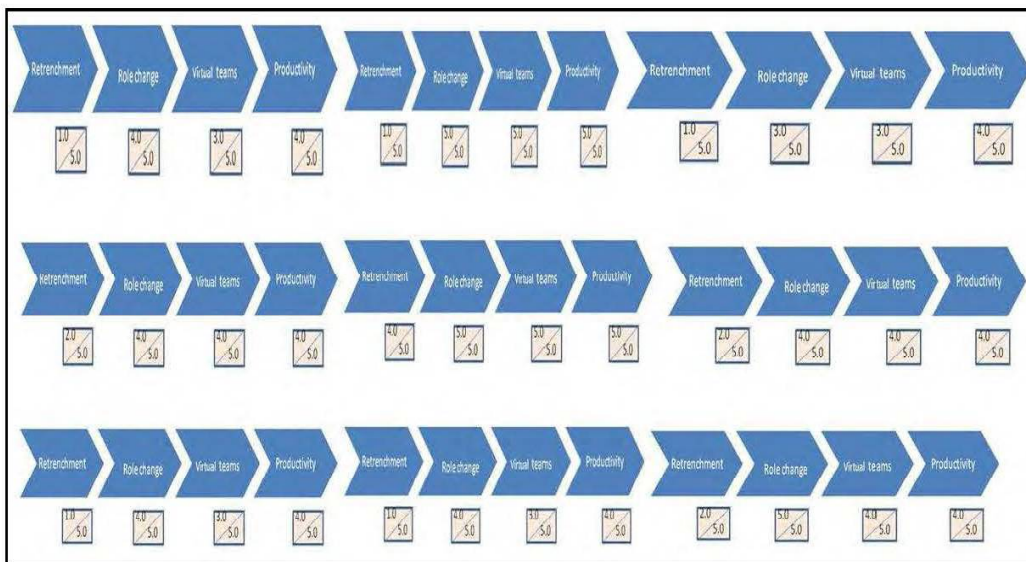 Retrenchment Role change Virtual teams Productivity Retrenchment Role change Virtual teams Productivity Retrenchment Role change Virtual teams Productivity
1.0 5.0 4.0 5.0 3.0 5.0 4.0 5.0 1.0 5.0 5.0 5.0 5.0 5.0 5.0 5.0 1.0 5.0 3.0 5.0 3.0 5.0 4.0 5.0
Retrenchment Role change Virtual teams Productivity Retrenchment Role change Virtual teams Productivity Retrenchment Role change Virtual teams Productivity
2.0 5.0 4.0 5.0 4.0 5.0 4.0 5.0 4.0 5.0 5.0 5.0 5.0 5.0 5.0 5.0 2.0 5.0 4.0 5.0 4.0 5.0 4.0 5.0
Retrenchment Role change Virtual teams Productivity Retrenchment Role change Virtual teams Productivity Retrenchment Role change Virtual teams Productivity
1.0 5.0 4.0 5.0 3.0 5.0 4.0 5.0 1.0 5.0 4.0 5.0 3.0 5.0 4.0 5.0 2.0 5.0 5.0 5.0 4.0 5.0 4.0 5.0